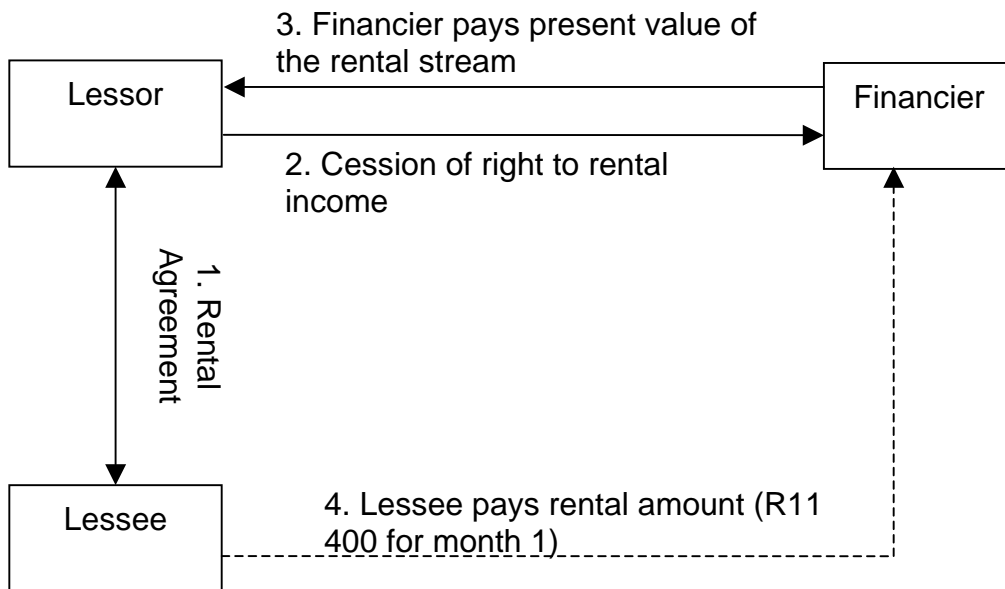 3. Financier pays present value of
the rental stream
Lessor
Financier
2. Cession of right to rental
income
1. Rental
Agreement
Lessee
4. Lessee pays rental amount (R11
400 for month 1)